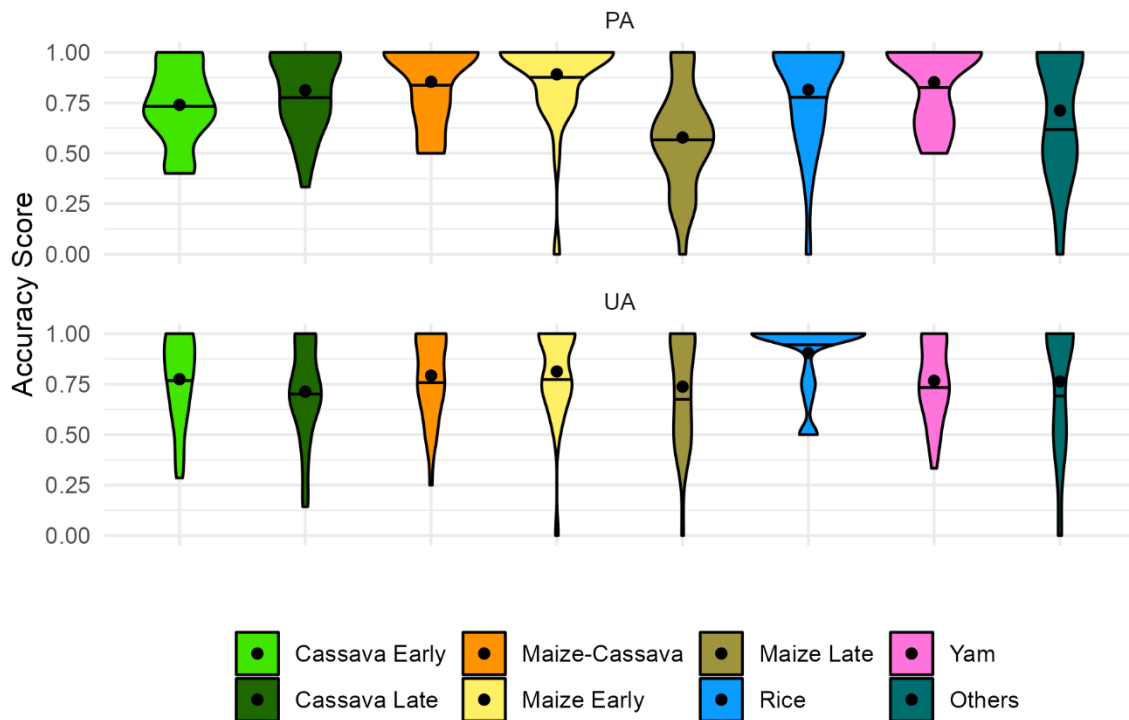 PA
1.00
0.75
0.50
0.25
0.00
Accuracy Score
UA
1.00
0.75
0.50
0.25
0.00
Cassava Early Maize-Cassava Maize Late Yam
Cassava Late Maize Early Rice Others